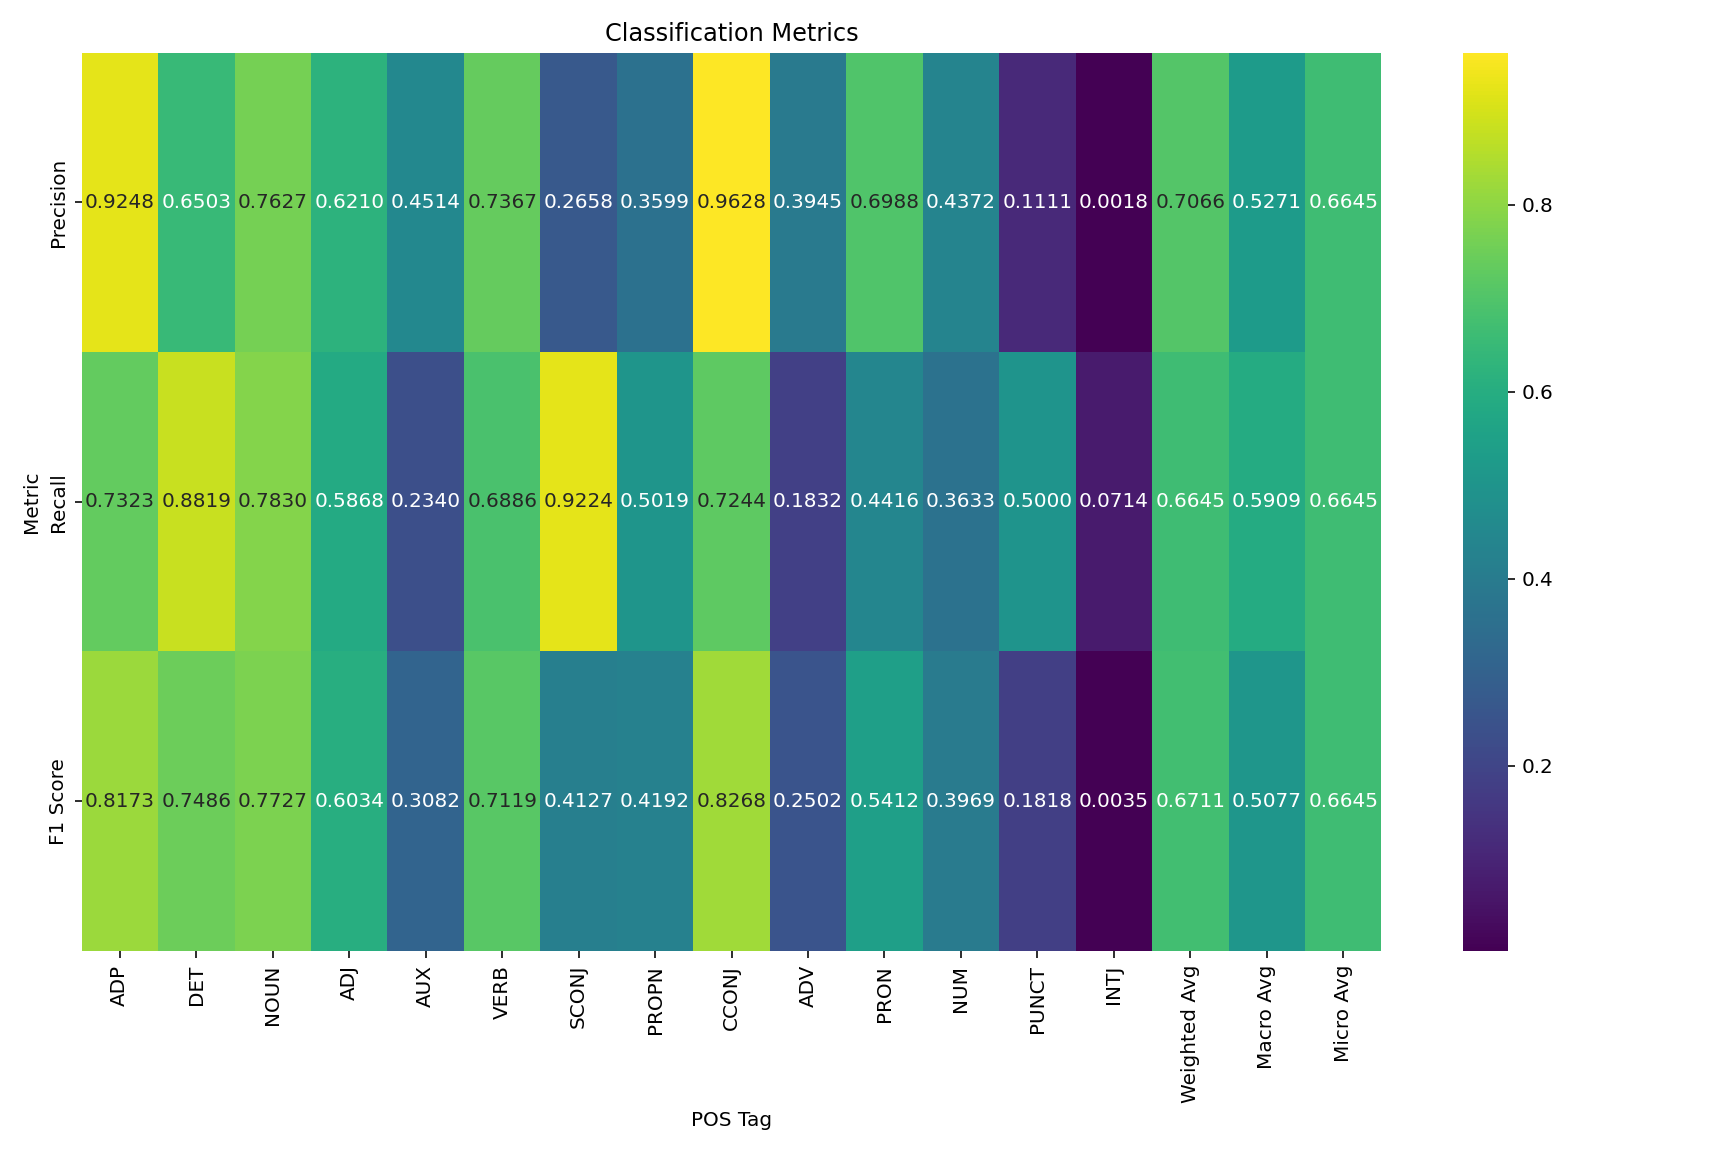 Classification Metrics
Precision
0.9248 0.6503 0.7627 0.6210 0.4514 0.7367 0.2658 0.3599 0.9628 0.3945 0.6988 0.4372 0.1111 0.0018 0.7066 0.5271 0.6645
Metric
Recall
0.7323 0.8819 0.7830 0.5868 0.2340 0.6886 0.9224 0.5019 0.7244 0.1832 0.4416 0.3633 0.5000 0.0714 0.6645 0.5909 0.6645
F1 Score
0.8173 0.7486 0.7727 0.6034 0.3082 0.7119 0.4127 0.4192 0.8268 0.2502 0.5412 0.3969 0.1818 0.0035 0.6711 0.5077 0.6645
ADP
DET
NOUN
ADJ
AUX
VERB
SCONJ
PROPN
CCONJ
ADV
PRON
NUM
PUNCT
INTJ
Weighted Avg
Macro Avg
Micro Avg
POS Tag
0.8
0.6
0.4
0.2